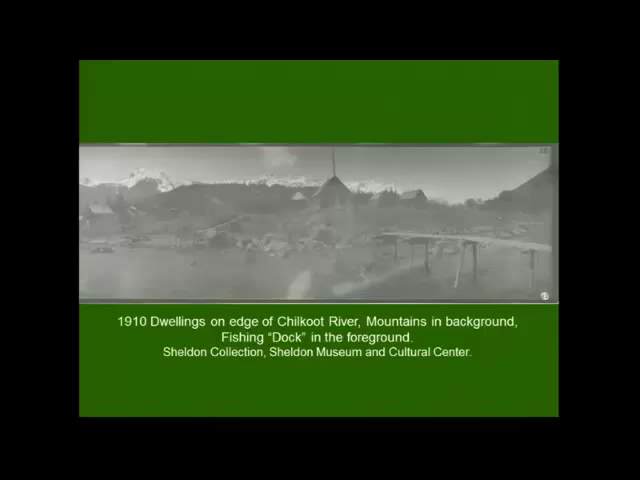 1910 Dwellings on edge of Chilkoot River, Mountains in background,
Fishing “Dock” in the foreground.
Sheldon Collection, Sheldon Museum and Cultural Center.